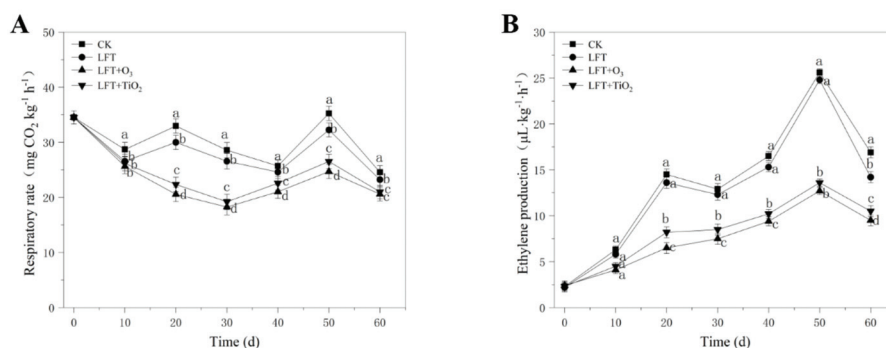 A
50
40
30
20
10
0
Respiratory rate (mg CO₂ kg⁻¹ h⁻¹)
CK
LFT
LFT+O₃
LFT+TiO₂
a
b
b
b
a
b
c
d
a
b
c
d
a
b
c
d
a
b
c
d
a
b
c
c
0 10 20 30 40 50 60
Time (d)
B
30
25
20
15
10
5
0
Ethylene production (μL·kg⁻¹·h⁻¹)
CK
LFT
LFT+O₃
LFT+TiO₂
a
a
a
a
a
a
b
c
a
a
b
c
a
a
b
c
a
a
b
c
a
b
c
c
0 10 20 30 40 50 60
Time (d)